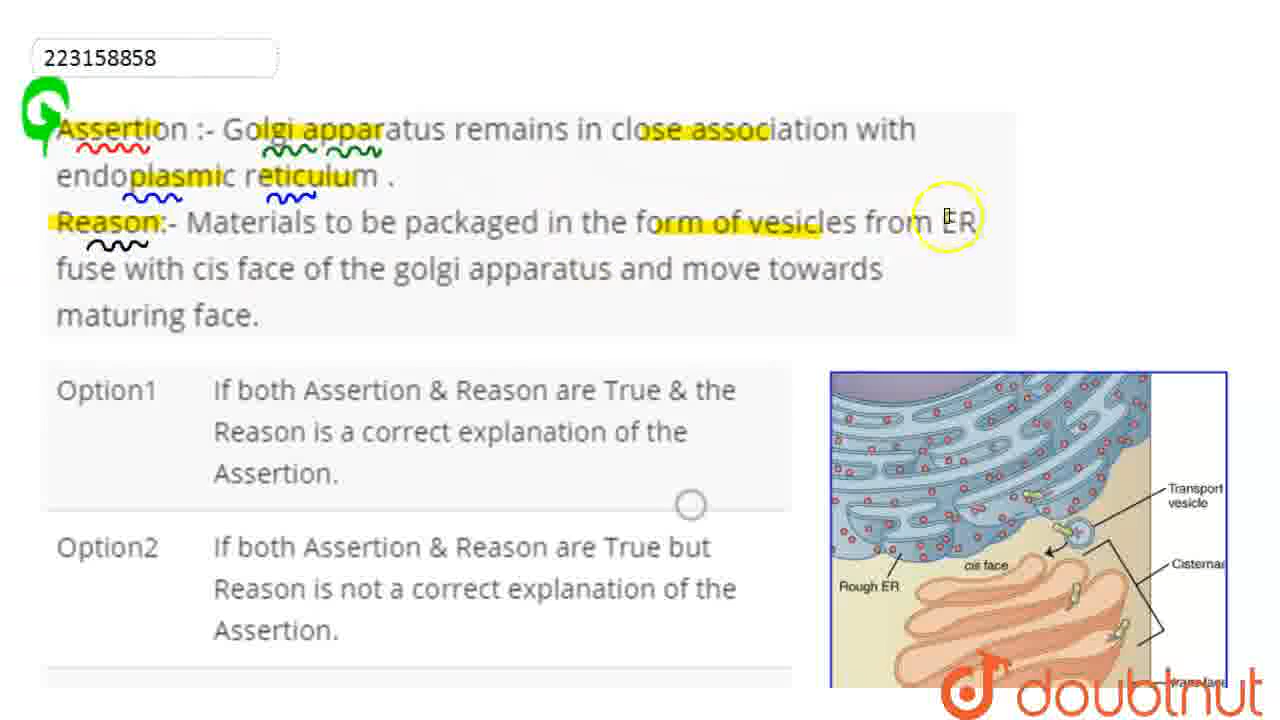 223158858
Assertion :- Golgi apparatus remains in close association with
endoplasmic reticulum .
Reason:- Materials to be packaged in the form of vesicles from ER
fuse with cis face of the golgi apparatus and move towards
maturing face.
Option1 If both Assertion & Reason are True & the
Reason is a correct explanation of the
Assertion.
Option2 If both Assertion & Reason are True but
Reason is not a correct explanation of the
Assertion.
Transport
vesicle
Cisternae
cis face
Rough ER
doubtnut